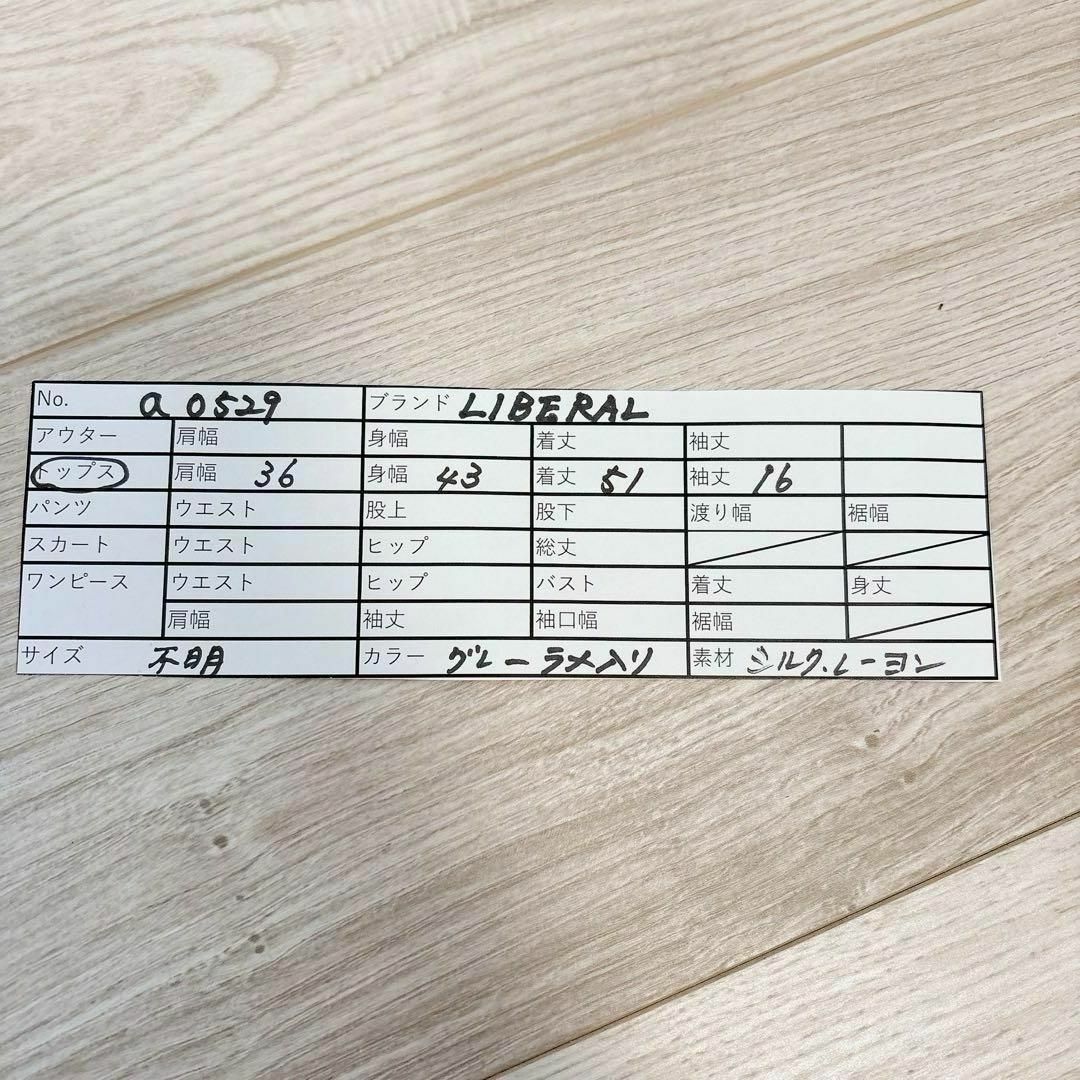 No. a 0529 ブランド LIBERAL
アウター 肩幅 身幅 着丈 袖丈
トップス 肩幅 36 身幅 43 着丈 51 袖丈 16
パンツ ウエスト 股上 股下 渡り幅 裾幅
スカート ウエスト ヒップ 総丈
ワンピース ウエスト ヒップ バスト 着丈 身丈
肩幅 袖丈 袖口幅 裾幅
サイズ 不明 カラー グレーラメ入り 素材 シルク.レーヨン